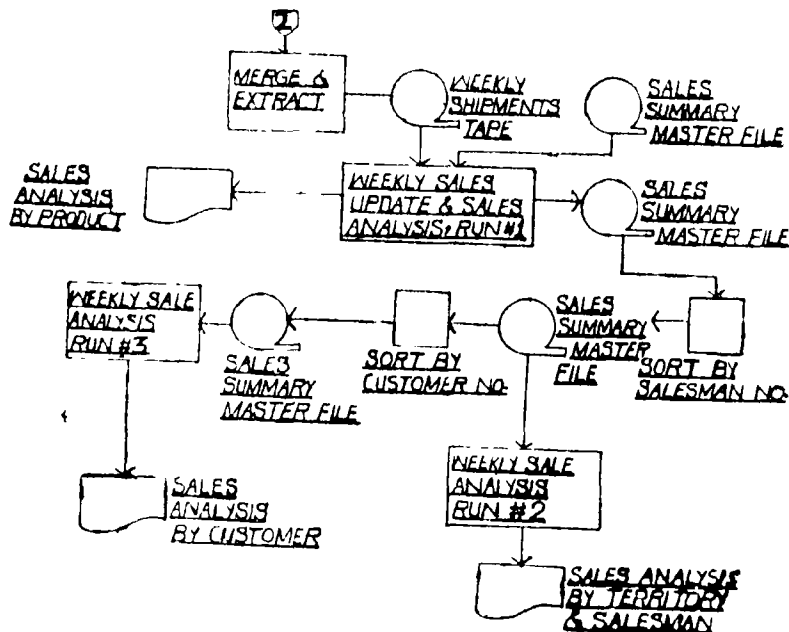 2
MERGE &
EXTRACT
WEEKLY
SHIPMENTS
TAPE
SALES
SUMMARY
MASTER FILE
SALES
ANALYSIS
BY PRODUCT
WEEKLY SALES
UPDATE & SALES
ANALYSIS, RUN #1
SALES
SUMMARY
MASTER FILE
WEEKLY SALE
ANALYSIS
RUN #3
SALES
SUMMARY
MASTER FILE
SORT BY
CUSTOMER NO.
SALES
SUMMARY
MASTER
FILE
SORT BY
SALESMAN NO.
SALES
ANALYSIS
BY CUSTOMER
WEEKLY SALE
ANALYSIS
RUN #2
SALES ANALYSIS
BY TERRITORY
& SALESMAN